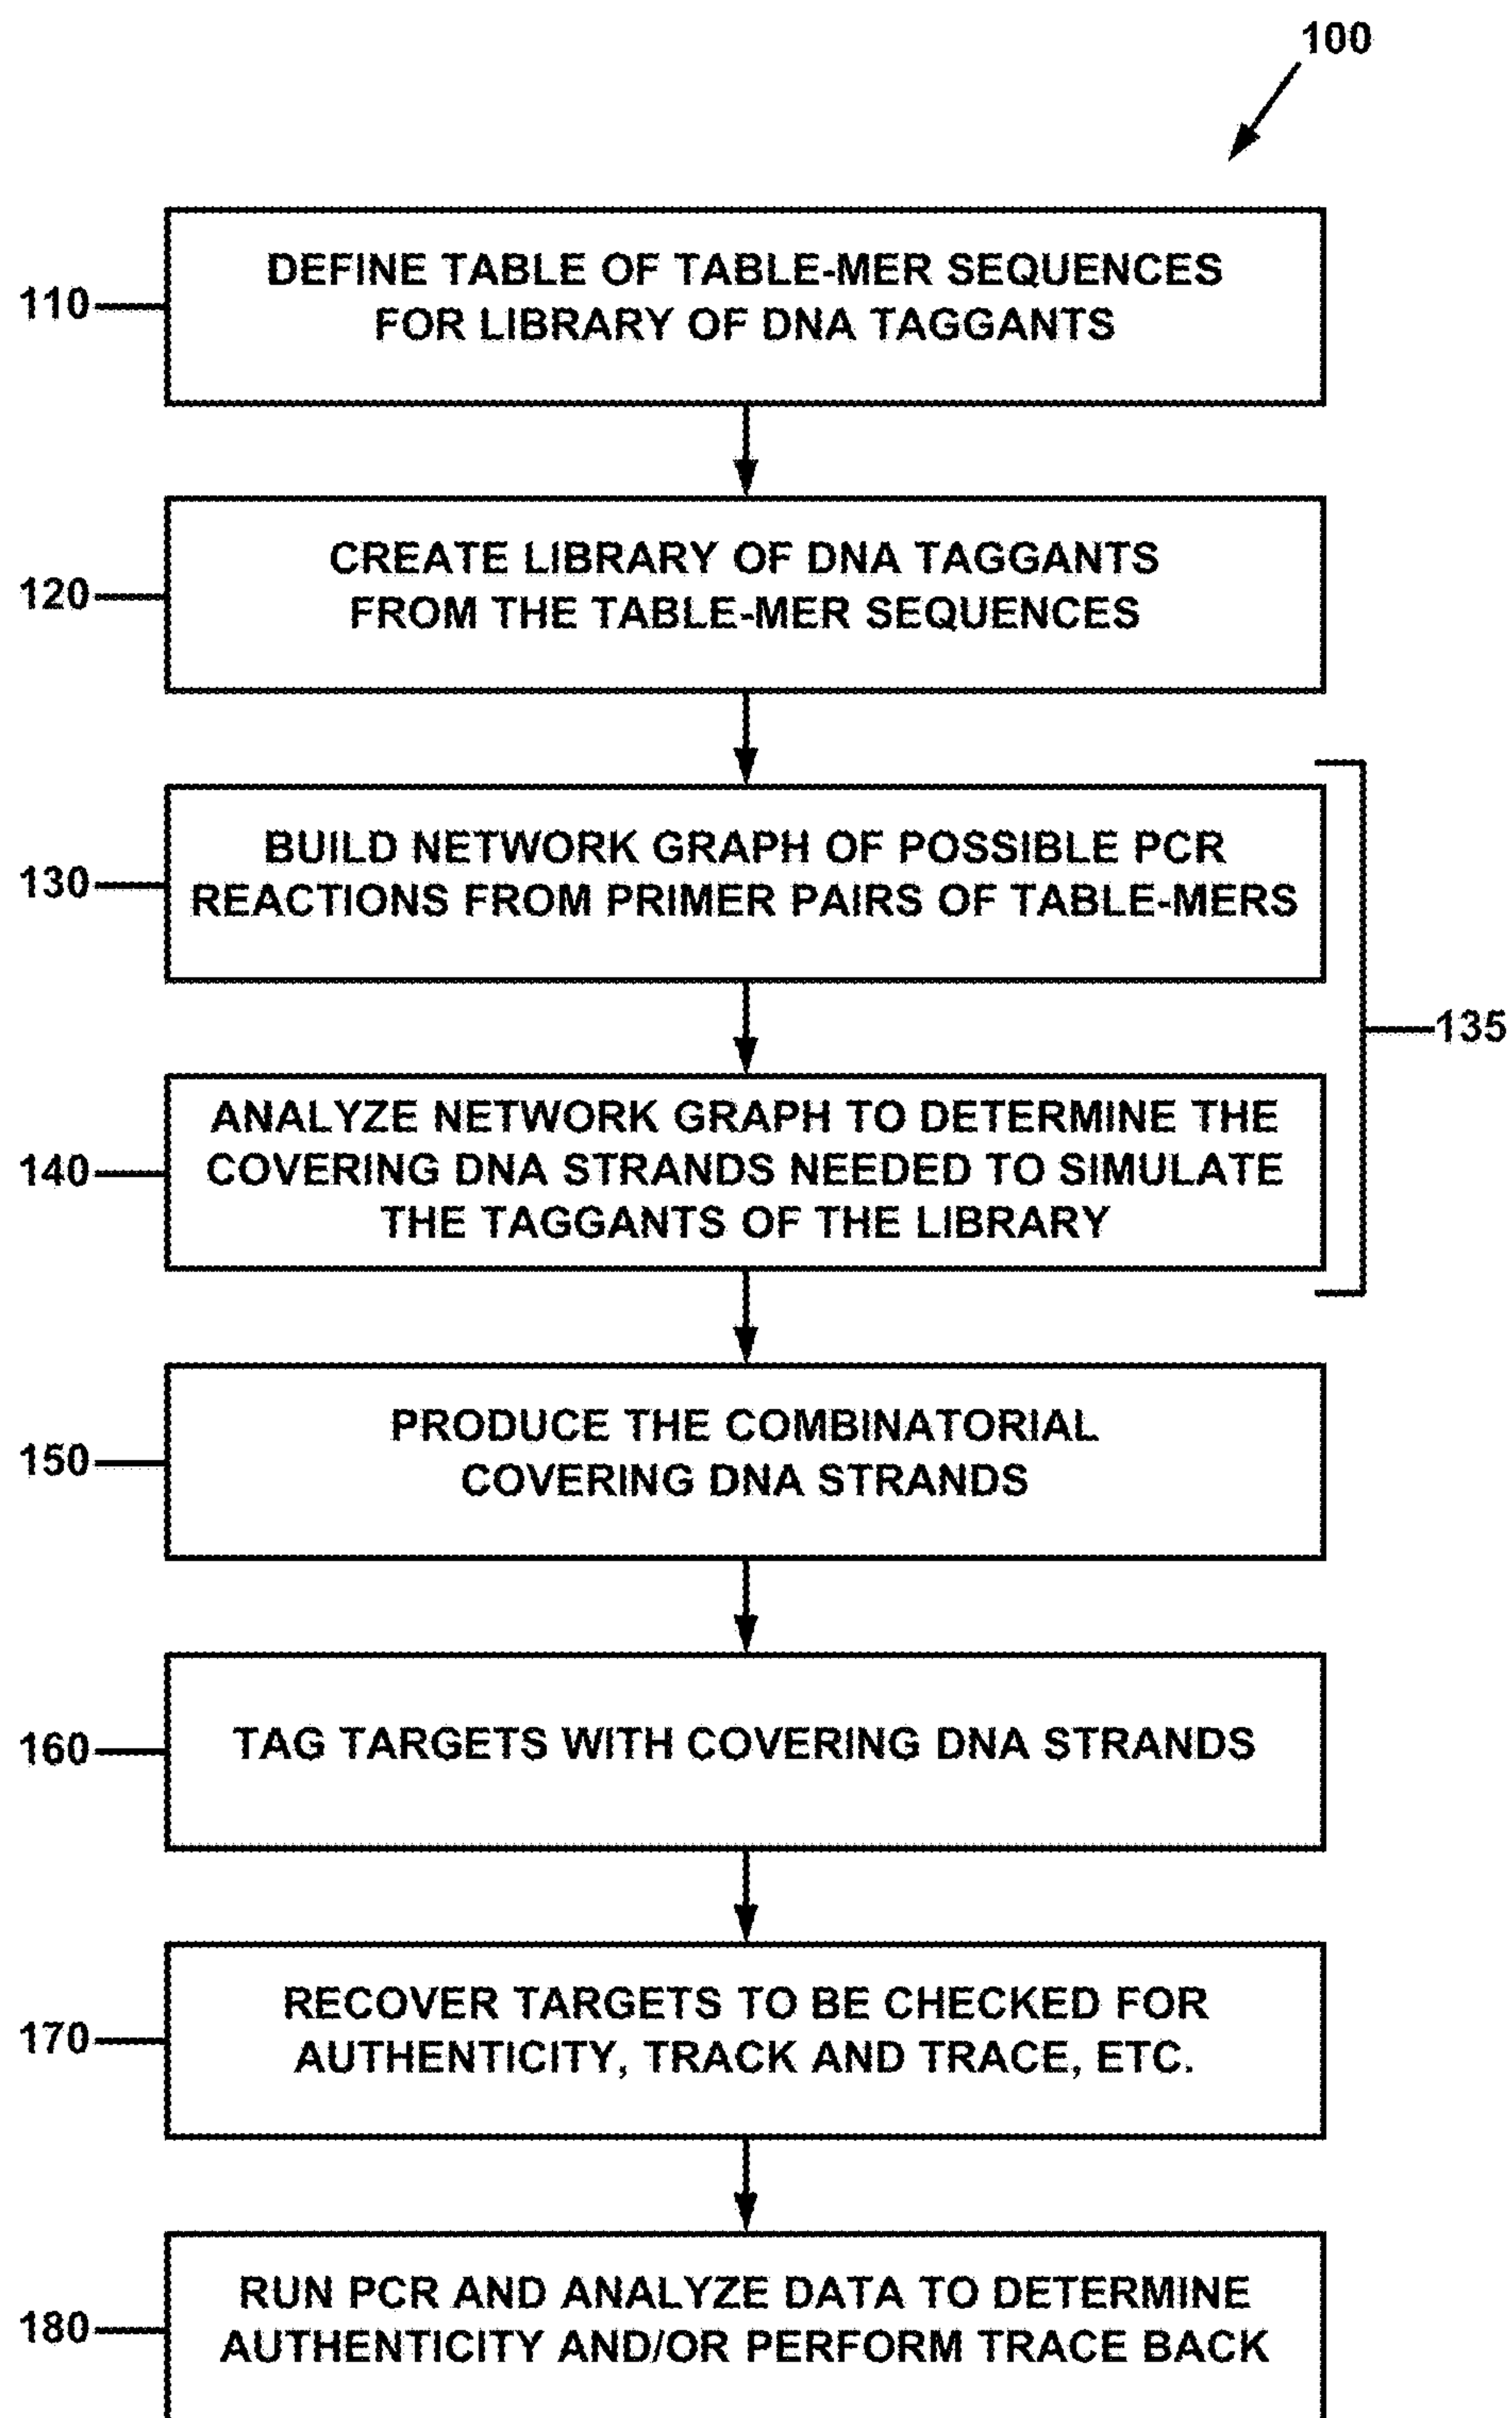 100
110
DEFINE TABLE OF TABLE-MER SEQUENCES
FOR LIBRARY OF DNA TAGGANTS
120
CREATE LIBRARY OF DNA TAGGANTS
FROM THE TABLE-MER SEQUENCES
130
BUILD NETWORK GRAPH OF POSSIBLE PCR
REACTIONS FROM PRIMER PAIRS OF TABLE-MERS
135
140
ANALYZE NETWORK GRAPH TO DETERMINE THE
COVERING DNA STRANDS NEEDED TO SIMULATE
THE TAGGANTS OF THE LIBRARY
150
PRODUCE THE COMBINATORIAL
COVERING DNA STRANDS
160
TAG TARGETS WITH COVERING DNA STRANDS
170
RECOVER TARGETS TO BE CHECKED FOR
AUTHENTICITY, TRACK AND TRACE, ETC.
180
RUN PCR AND ANALYZE DATA TO DETERMINE
AUTHENTICITY AND/OR PERFORM TRACE BACK